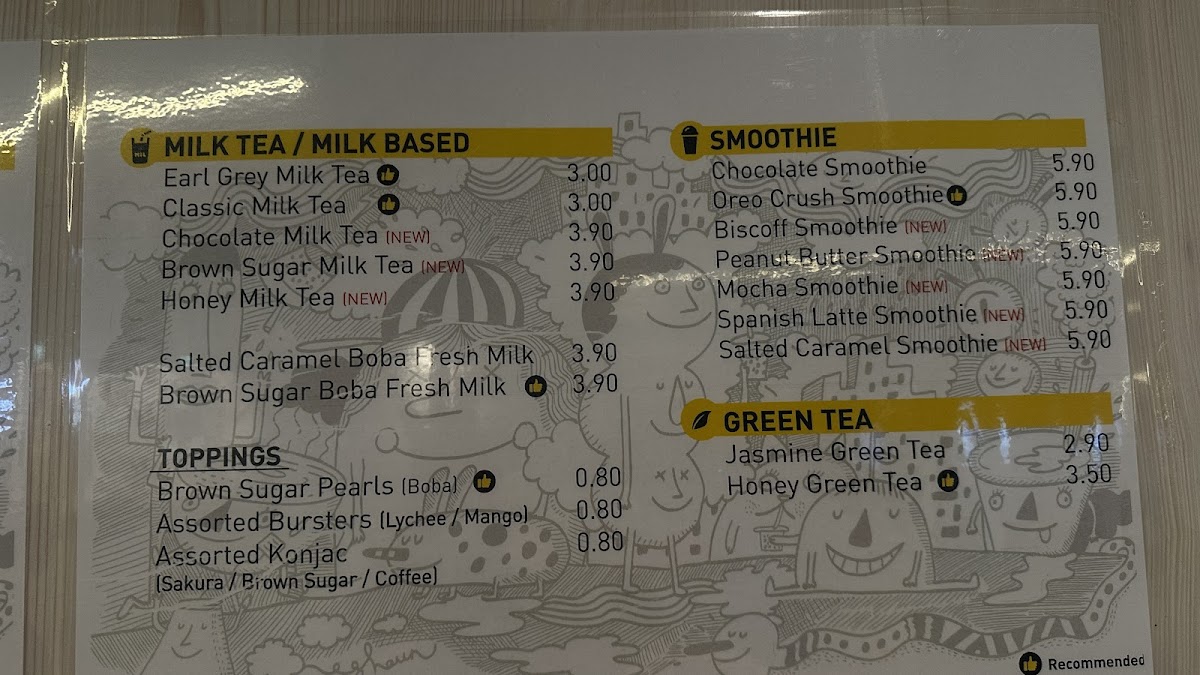 MILK TEA / MILK BASED
Earl Grey Milk Tea 3.00
Classic Milk Tea 3.00
Chocolate Milk Tea (NEW) 3.90
Brown Sugar Milk Tea (NEW) 3.90
Honey Milk Tea (NEW) 3.90
Salted Caramel Boba Fresh Milk 3.90
Brown Sugar Boba Fresh Milk 3.90
TOPPINGS
Brown Sugar Pearls (Boba) 0.80
Assorted Bursters (Lychee / Mango) 0.80
Assorted Konjac 0.80
(Sakura / Brown Sugar / Coffee)
SMOOTHIE
Chocolate Smoothie 5.90
Oreo Crush Smoothie 5.90
Biscoff Smoothie (NEW) 5.90
Peanut Butter Smoothie (NEW) 5.90
Mocha Smoothie (NEW) 5.90
Spanish Latte Smoothie (NEW) 5.90
Salted Caramel Smoothie (NEW) 5.90
GREEN TEA
Jasmine Green Tea 2.90
Honey Green Tea 3.50
Recommended